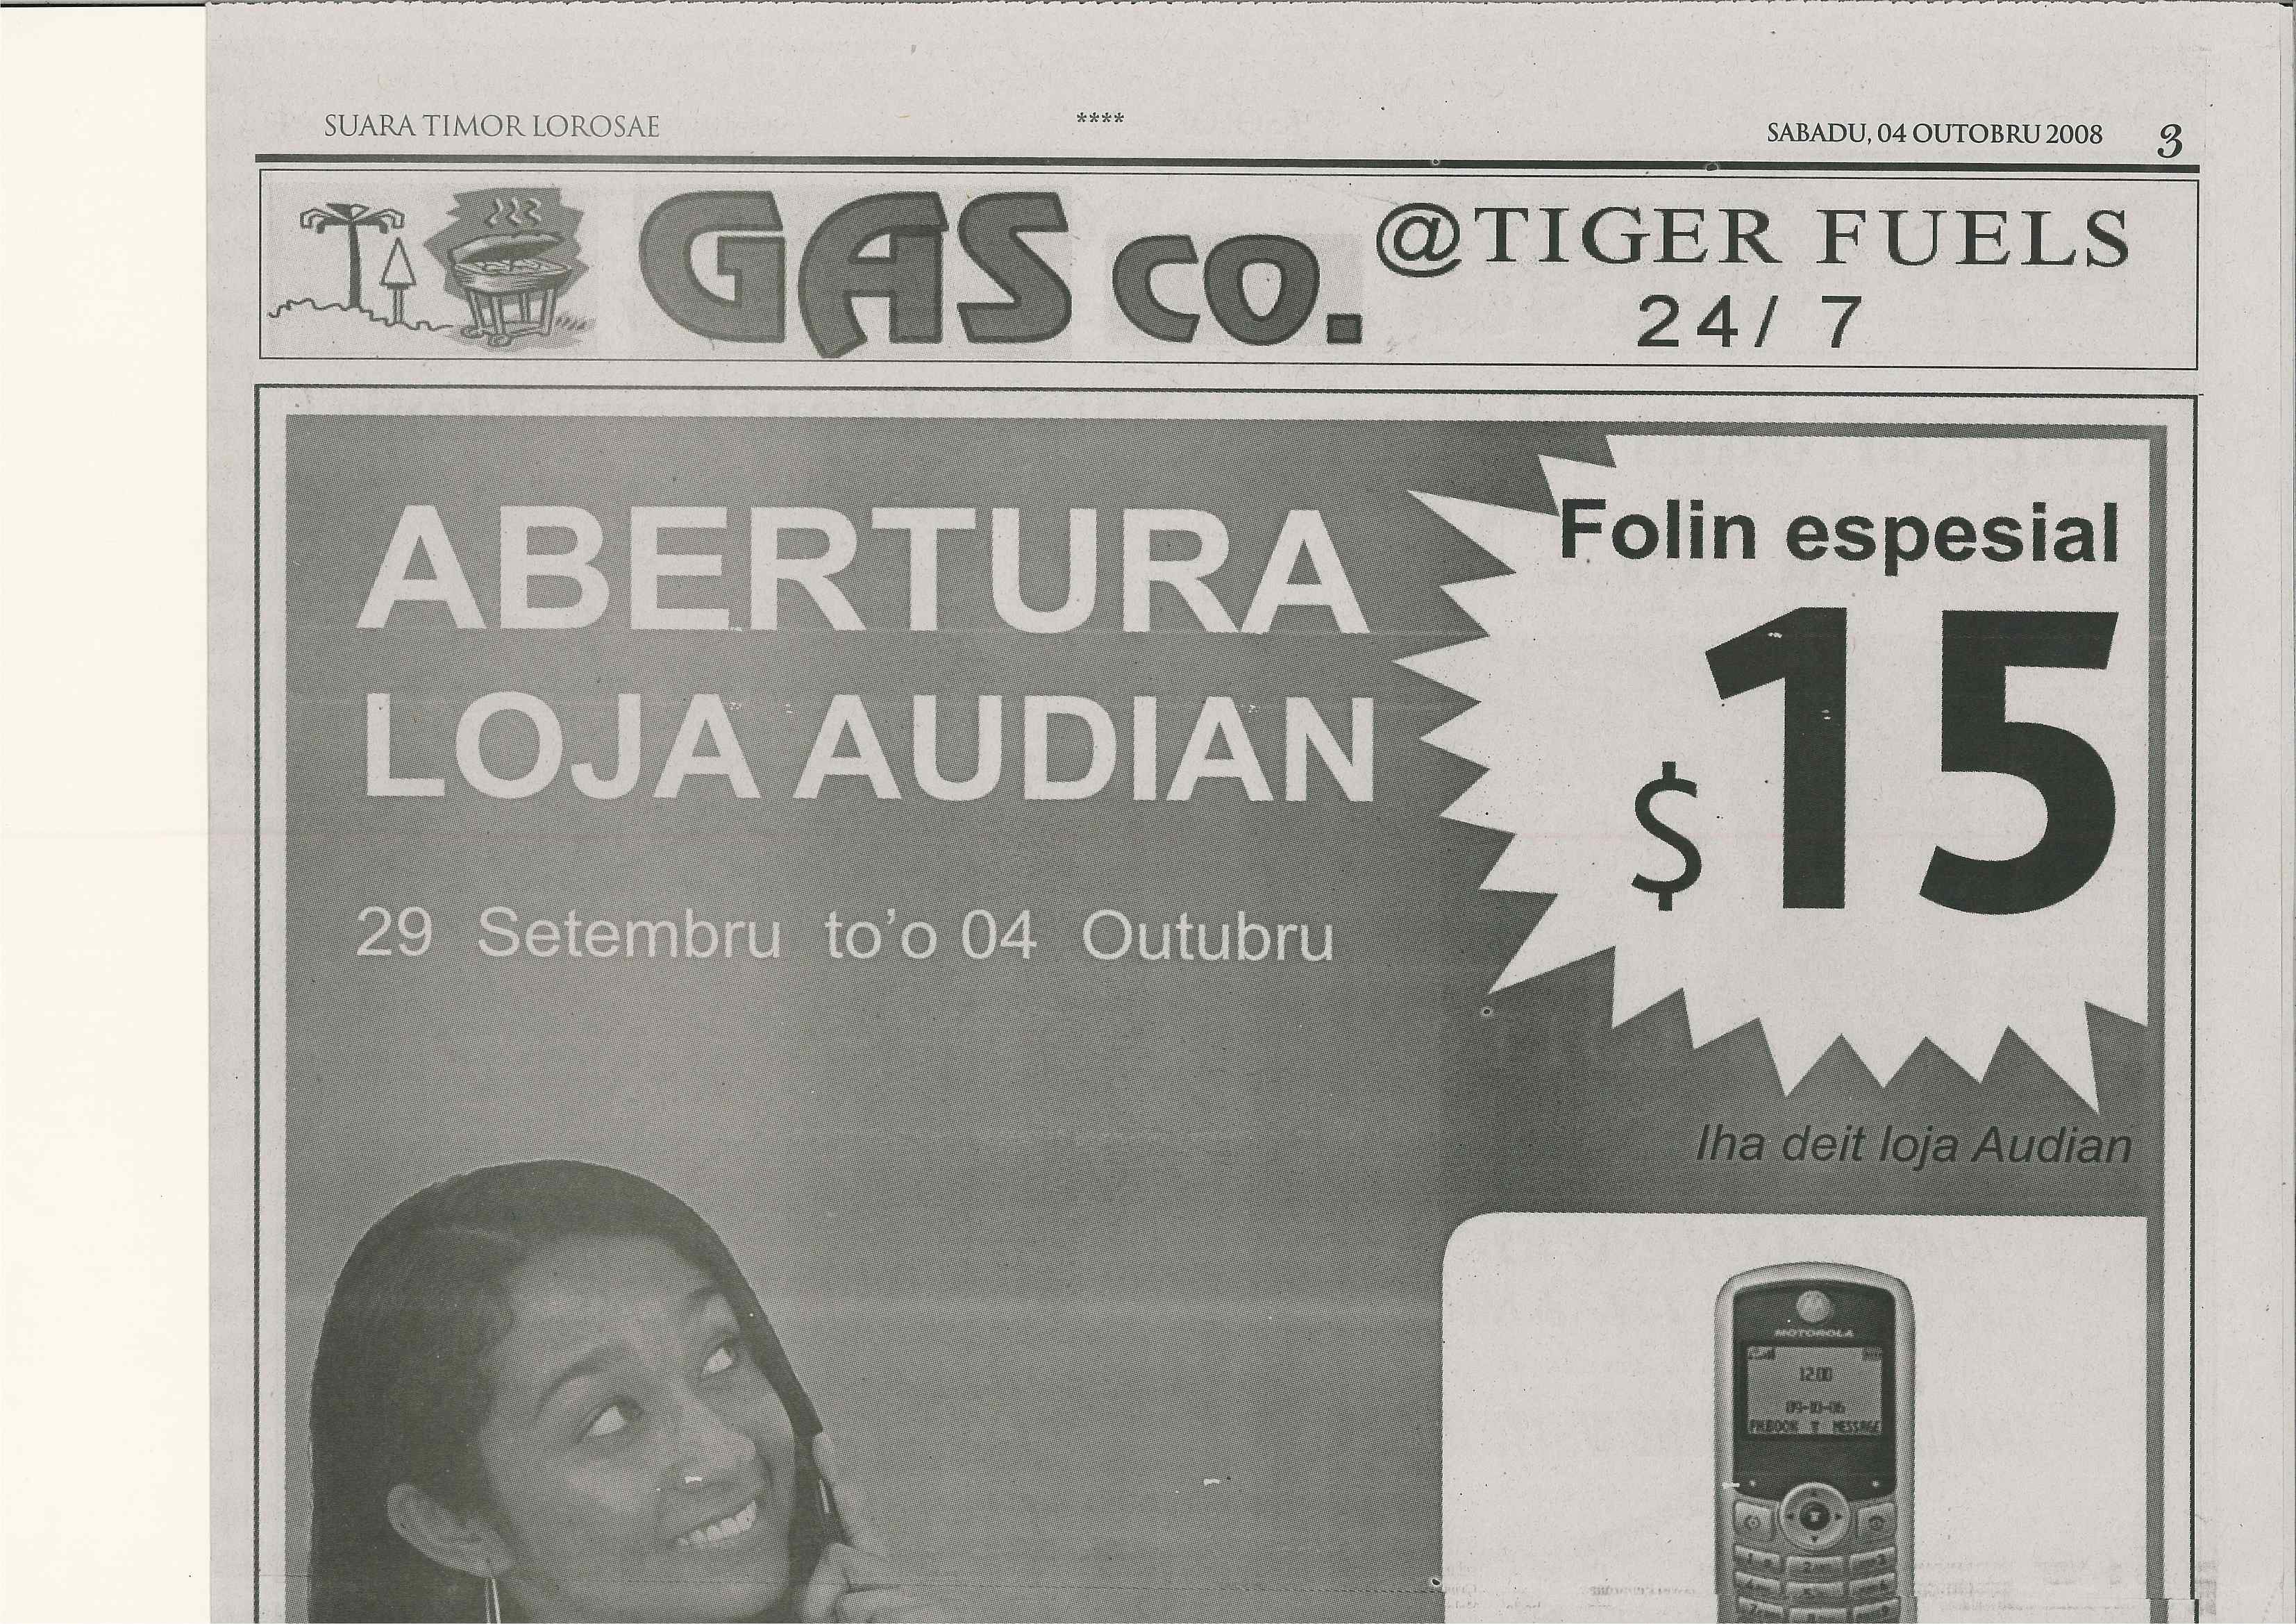 SUARA TIMOR LOROSAE
****
SABADU, 04 OUTOBRU 2008 3
GAS CO.
@TIGER FUELS
24/ 7
ABERTURA
LOJA AUDIAN
29 Setembru to'o 04 Outubru
Folin espesial
$15
Iha deit loja Audian
MOTOROLA
12:00
MESSAGE